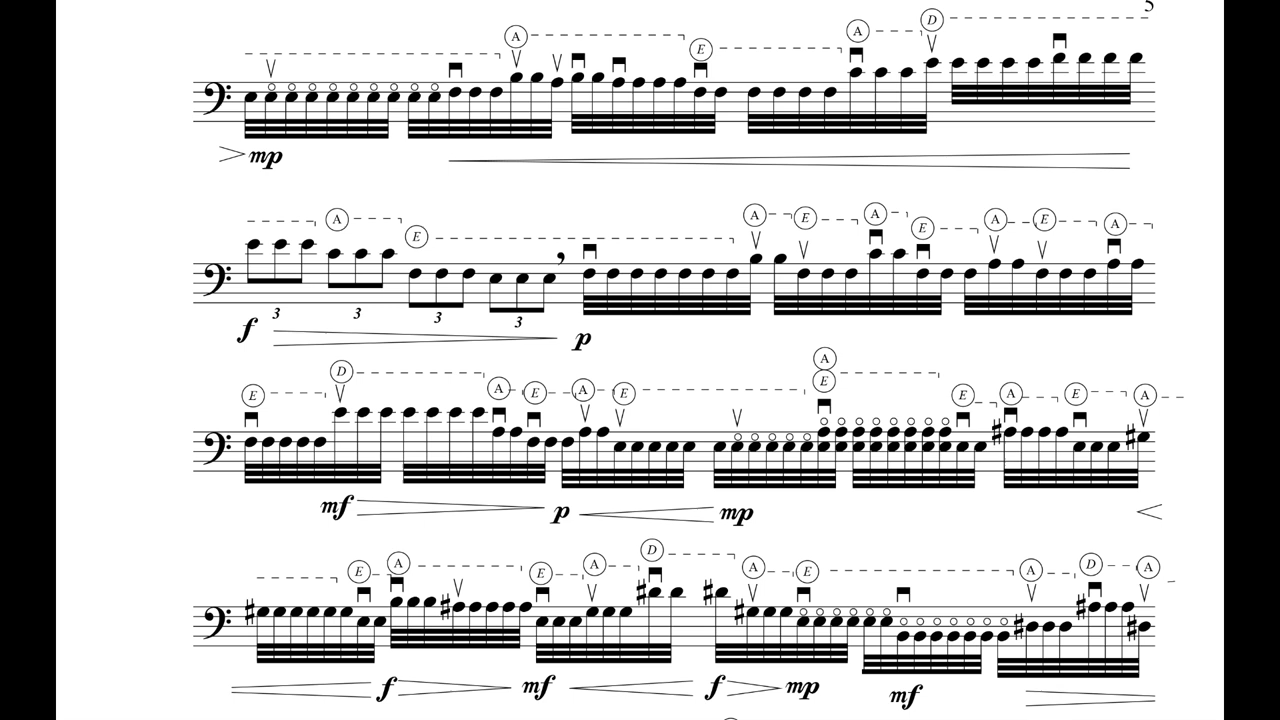 5
A E A D
mp
A E A E A E A E A
3 3 3 3
f p
E D A E A E A E E A E A
mf p mp
E A E A D A E A D A
f mf f mp mf